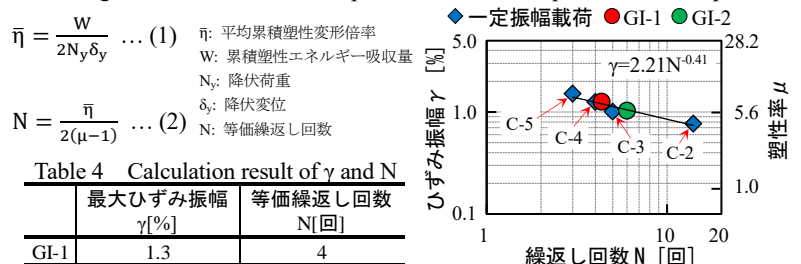 η̅ = W / 2Nyδy … (1)
η̅: 平均累積塑性変形倍率
W: 累積塑性エネルギー吸収量
Ny: 降伏荷重
δy: 降伏変位
N: 等価繰返し回数
N = η̅ / 2(μ−1) … (2)
Table 4 Calculation result of γ and N
最大ひずみ振幅 等価繰返し回数
γ[%] N[回]
GI-1 1.3 4
一定振幅載荷 GI-1 GI-2
5.0 28.2
γ=2.21N-0.41
1.0 5.6
C-5 C-4 C-3 C-2
1.0
0.1
1 10 20
ひずみ振幅γ [%]
塑性率μ
繰返し回数N [回]